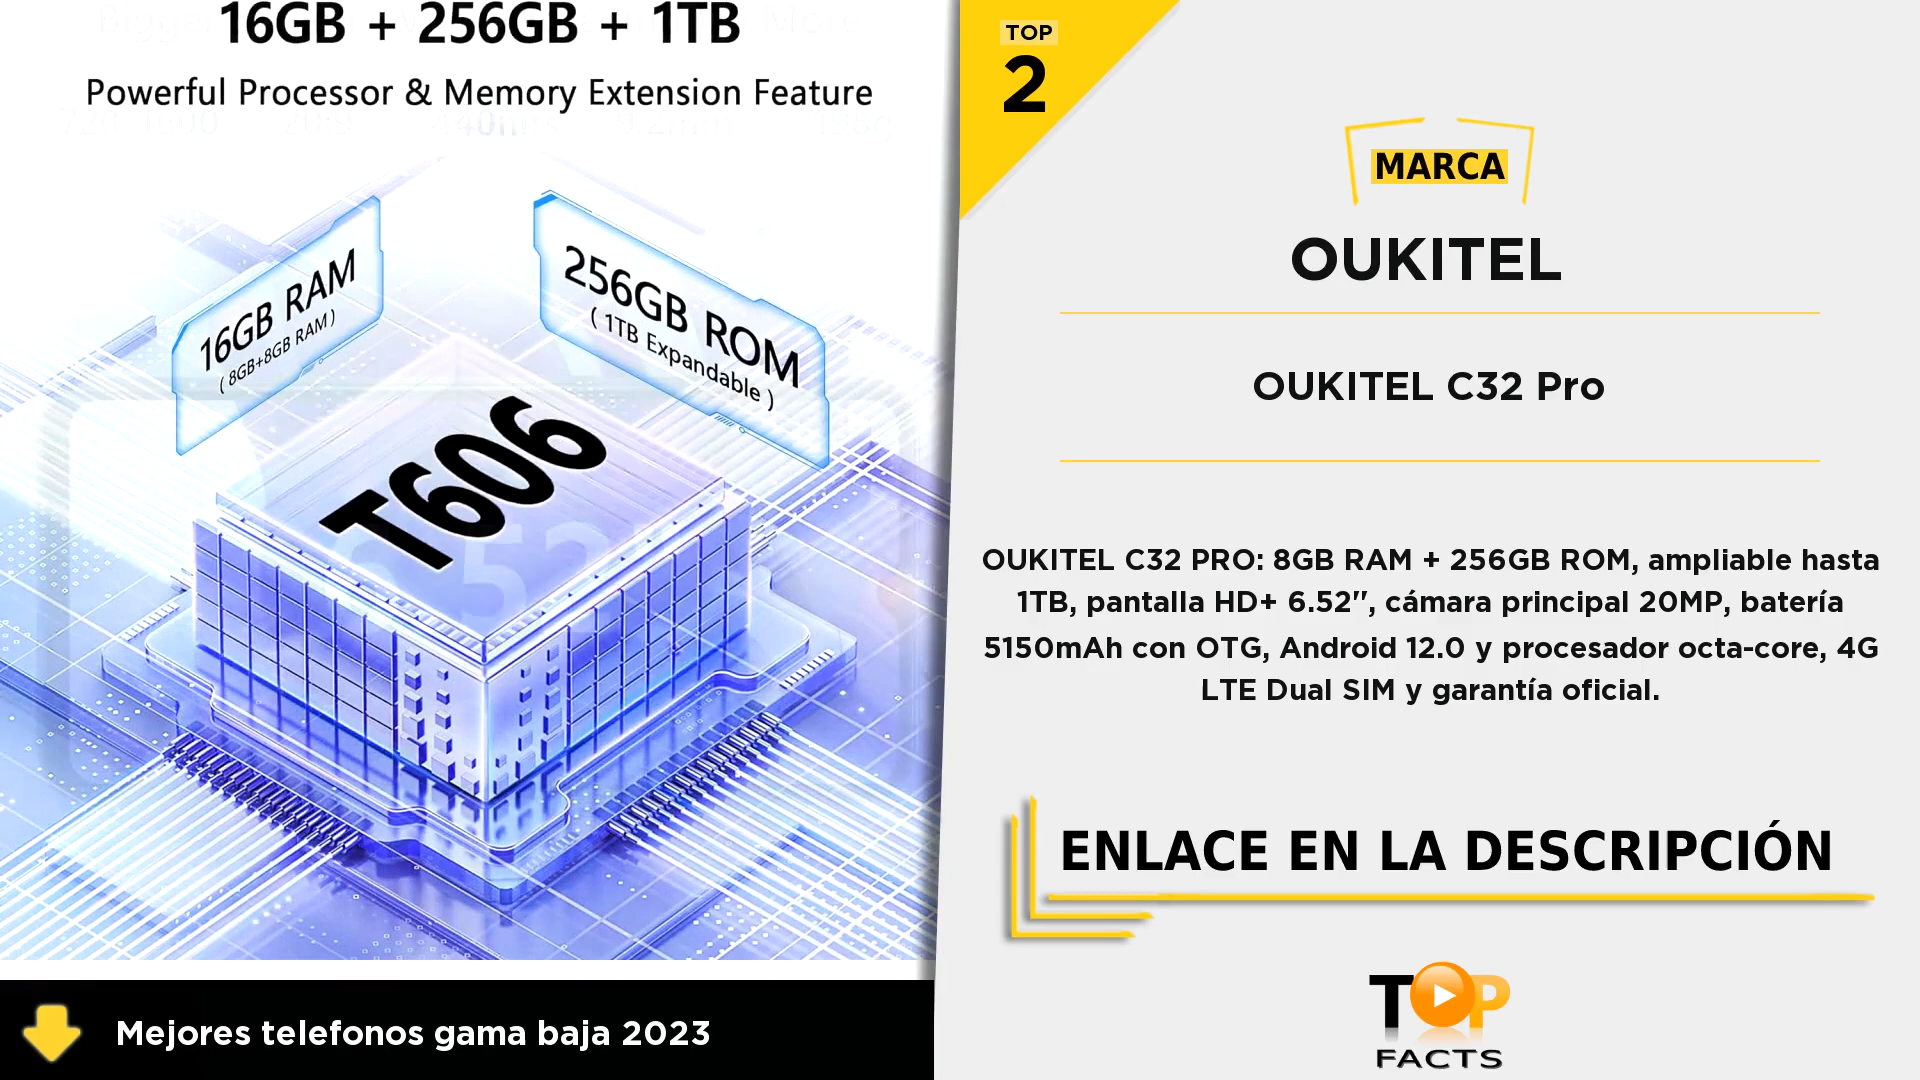 16GB + 256GB + 1TB
Powerful Processor & Memory Extension Feature
16GB RAM
( 8GB+8GB RAM )
256GB ROM
( 1TB Expandable )
T606
Mejores telefonos gama baja 2023
TOP
2
MARCA
OUKITEL
OUKITEL C32 Pro
OUKITEL C32 PRO: 8GB RAM + 256GB ROM, ampliable hasta
1TB, pantalla HD+ 6.52", cámara principal 20MP, batería
5150mAh con OTG, Android 12.0 y procesador octa-core, 4G
LTE Dual SIM y garantía oficial.
ENLACE EN LA DESCRIPCIÓN
TOP
FACTS